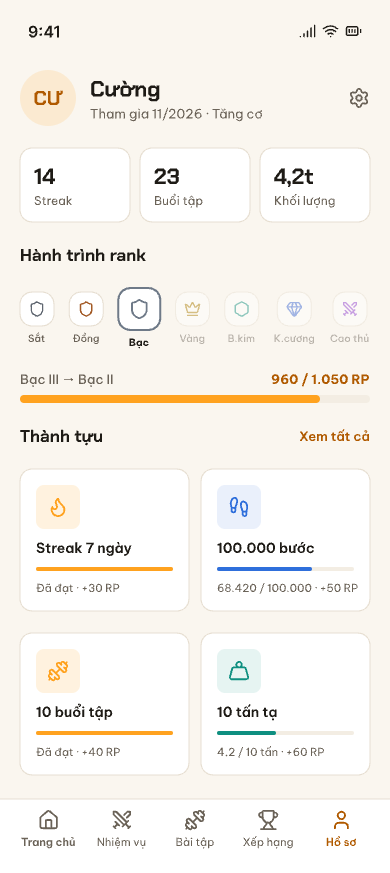 9:41
CƯ
Cường
Tham gia 11/2026 · Tăng cơ
14
Streak
23
Buổi tập
4,2t
Khối lượng
Hành trình rank
Sắt
Đồng
Bạc
Vàng
B.kim
K.cương
Cao thủ
Bạc III → Bạc II
960 / 1.050 RP
Thành tựu
Xem tất cả
Streak 7 ngày
Đã đạt · +30 RP
100.000 bước
68.420 / 100.000 · +50 RP
10 buổi tập
Đã đạt · +40 RP
10 tấn tạ
4,2 / 10 tấn · +60 RP
Trang chủ
Nhiệm vụ
Bài tập
Xếp hạng
Hồ sơ